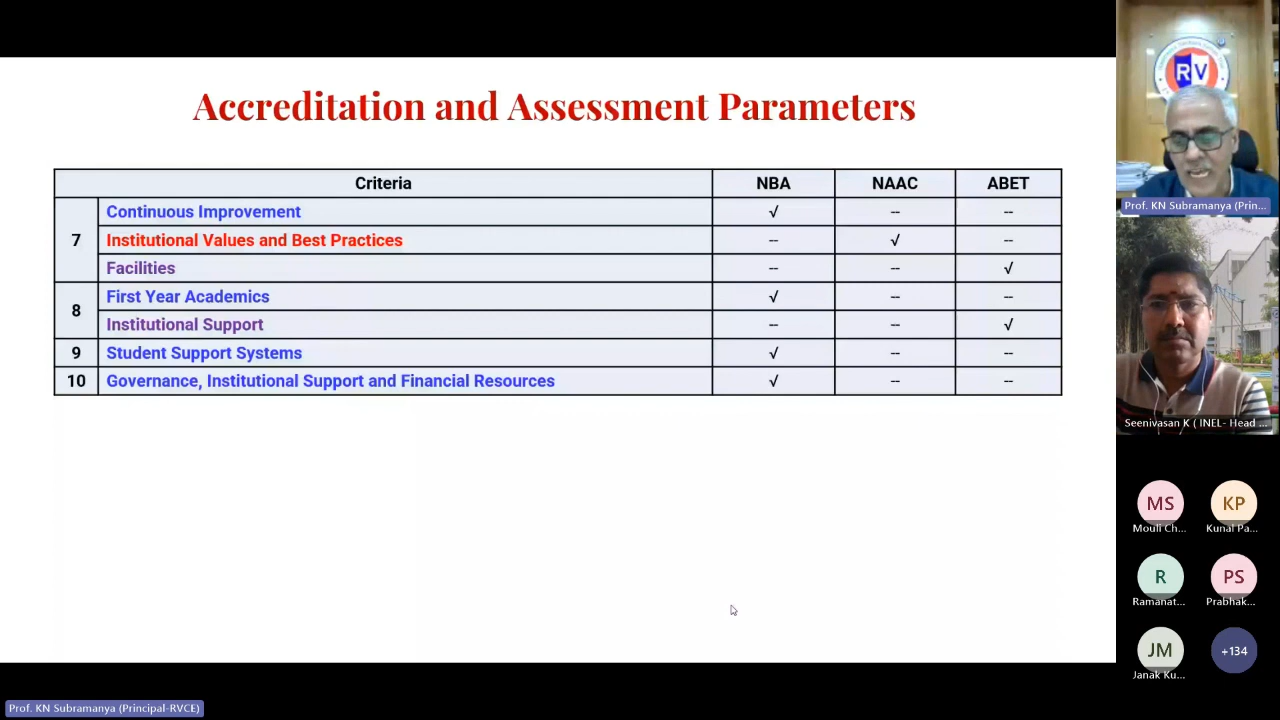 Accreditation and Assessment Parameters
Criteria NBA NAAC ABET
7 Continuous Improvement √ -- --
Institutional Values and Best Practices -- √ --
Facilities -- -- √
8 First Year Academics √ -- --
Institutional Support -- -- √
9 Student Support Systems √ -- --
10 Governance, Institutional Support and Financial Resources √ -- --
RV
Prof. KN Subramanya (Prin...
Seenivasan K ( INEL- Head ...
MS KP
Mouli Ch... Kunal Pa...
R PS
Ramanat... Prabhak...
JM +134
Janak Ku...
Prof. KN Subramanya (Principal-RVCE)